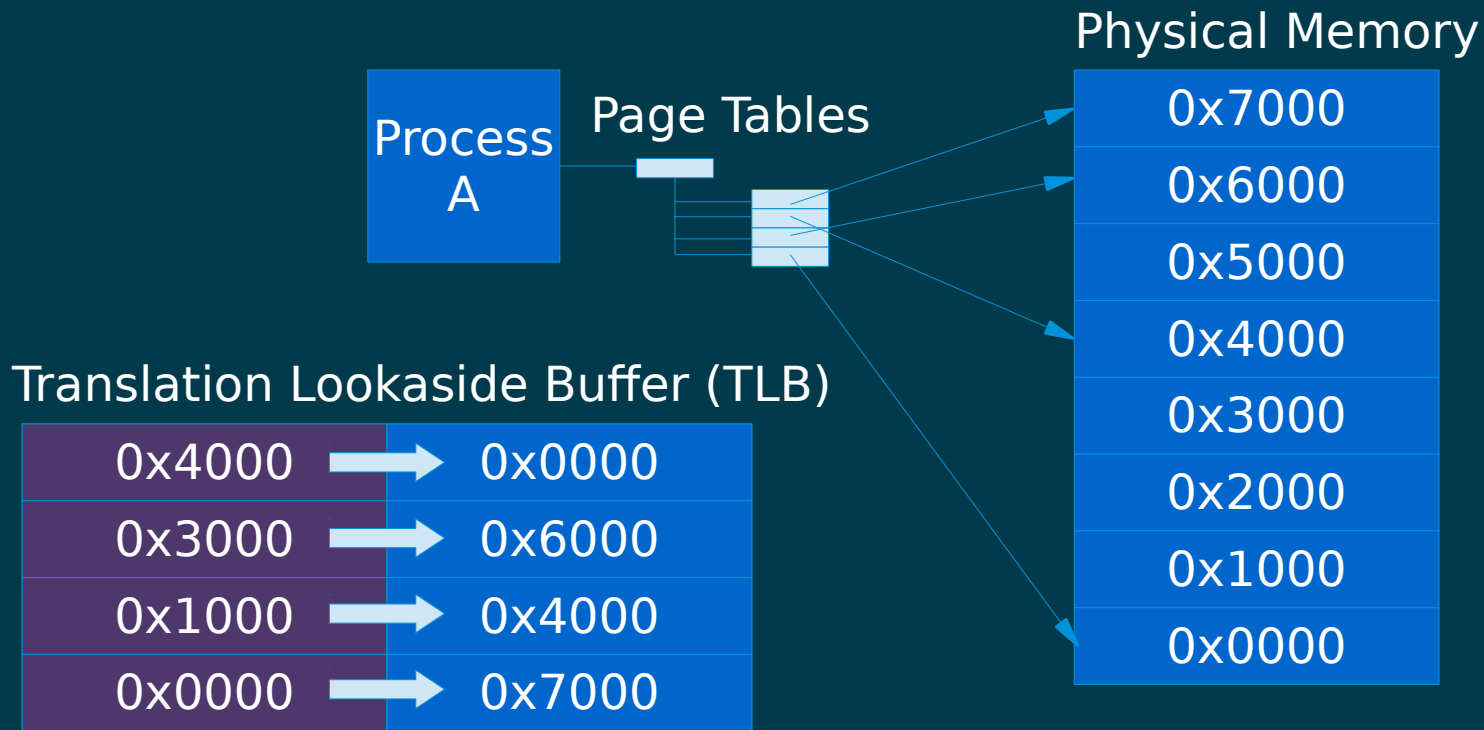 Physical Memory
Process
A
Page Tables
0x7000
0x6000
0x5000
0x4000
0x3000
0x2000
0x1000
0x0000
Translation Lookaside Buffer (TLB)
0x4000 0x0000
0x3000 0x6000
0x1000 0x4000
0x0000 0x7000